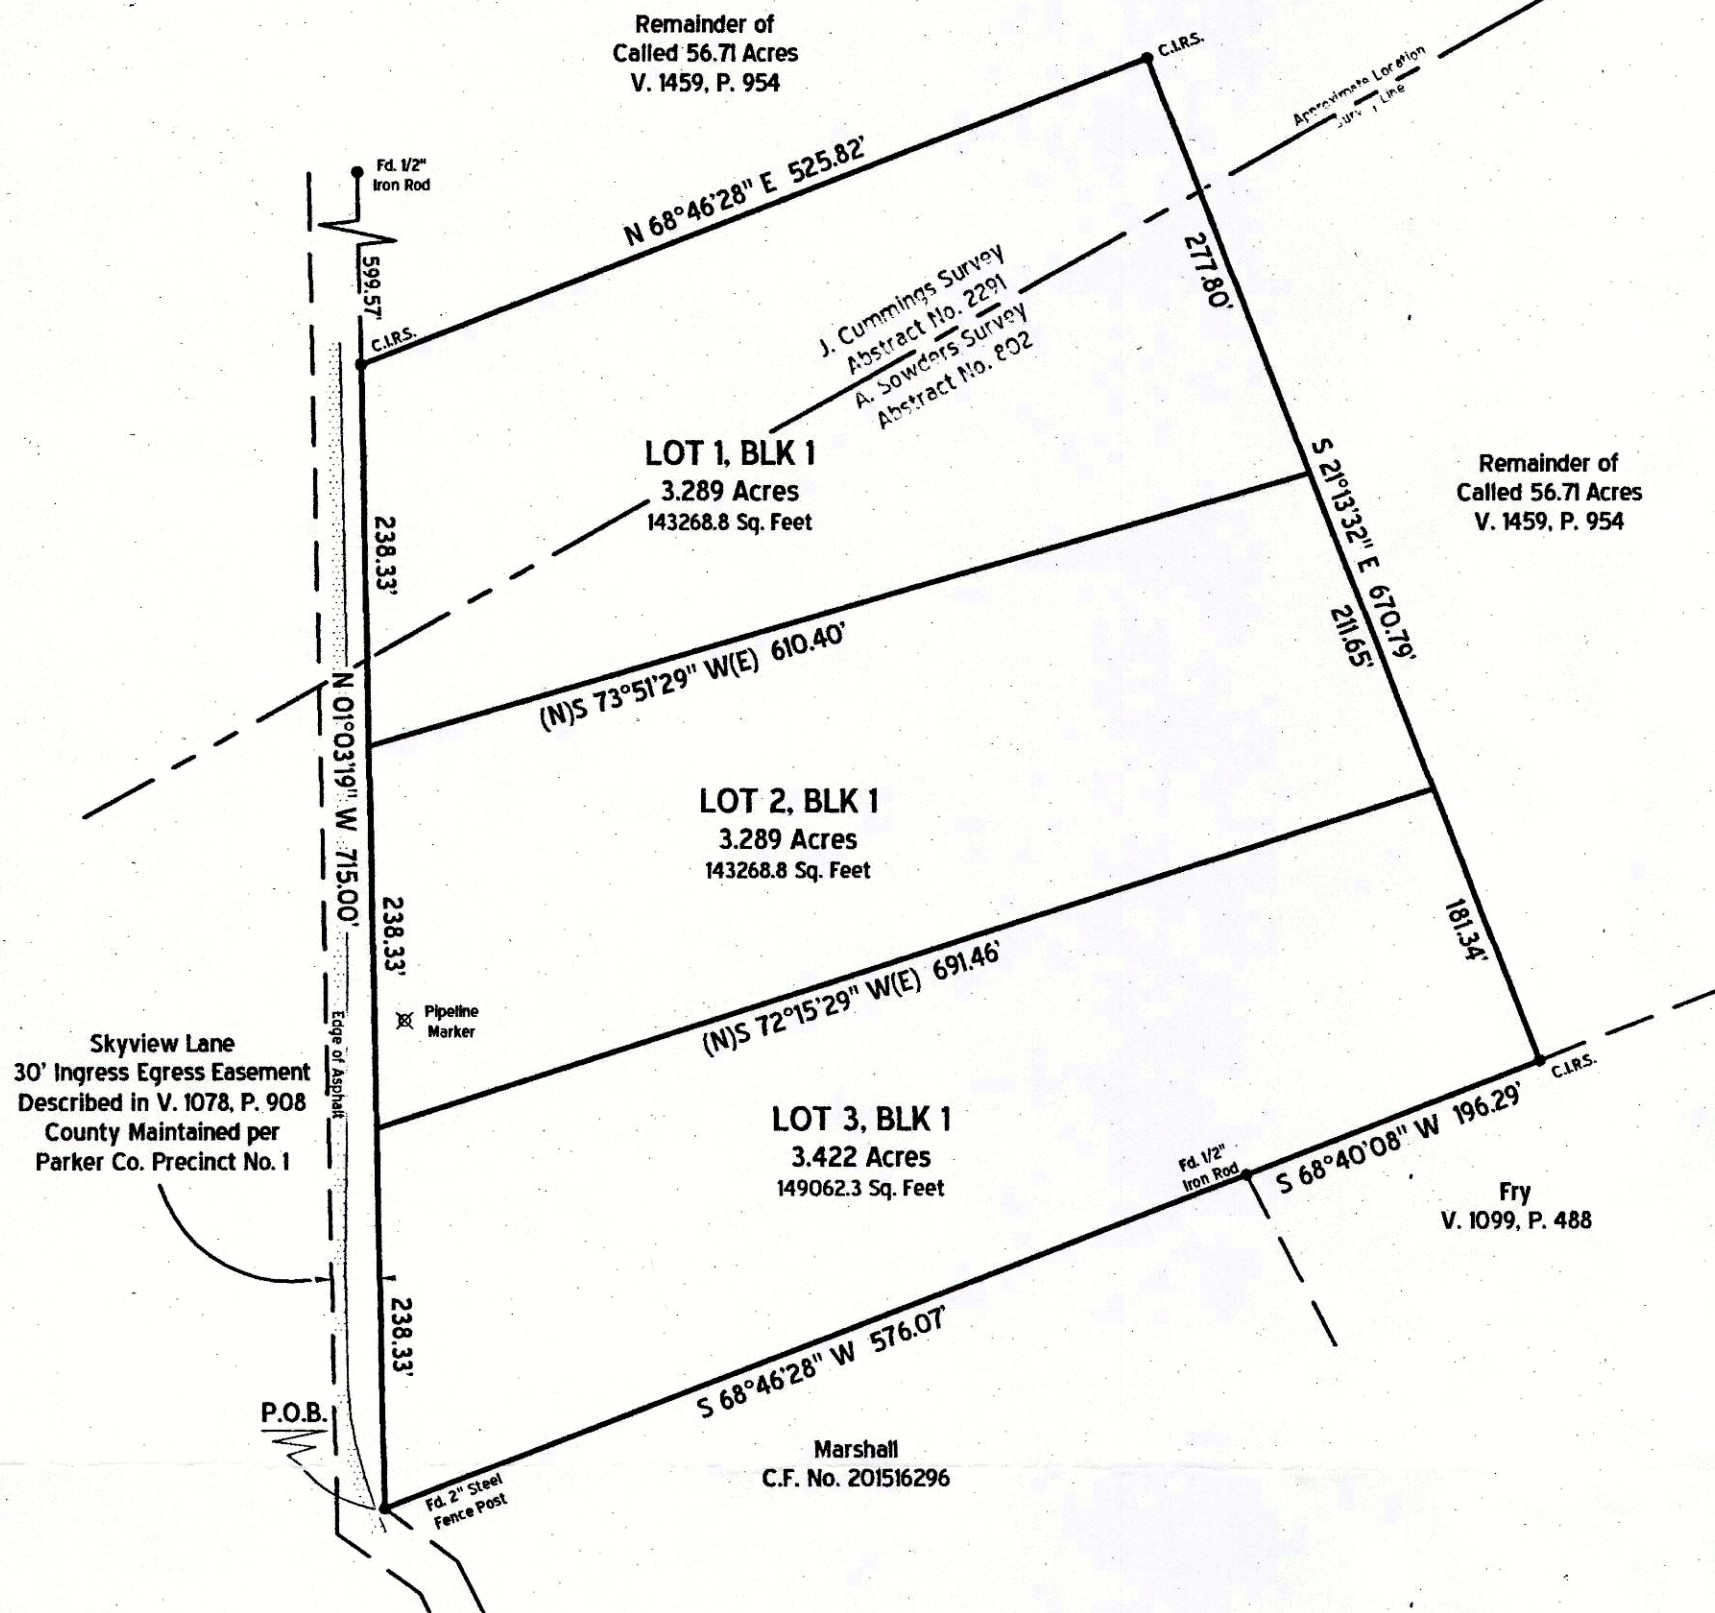 Remainder of
Called 56.71 Acres
V. 1459, P. 954
C.I.R.S.
Approximate Location
Survey Line
Fd. 1/2"
Iron Rod
N 68°46'28" E 525.82'
599.57'
C.I.R.S.
277.80'
J. Cummings Survey
Abstract No. 2291
A. Sowders Survey
Abstract No. 802
LOT 1, BLK 1
3.289 Acres
143268.8 Sq. Feet
238.33'
S 21°13'32" E 670.79'
Remainder of
Called 56.71 Acres
V. 1459, P. 954
211.65'
(N)S 73°51'29" W(E) 610.40'
N 01°03'19" W 715.00'
LOT 2, BLK 1
3.289 Acres
143268.8 Sq. Feet
238.33'
181.34'
(N)S 72°15'29" W(E) 691.46'
Pipeline
Marker
Edge of Asphalt
Skyview Lane
30' Ingress Egress Easement
Described in V. 1078, P. 908
County Maintained per
Parker Co. Precinct No. 1
C.I.R.S.
LOT 3, BLK 1
3.422 Acres
149062.3 Sq. Feet
Fd. 1/2"
Iron Rod
S 68°40'08" W 196.29'
Fry
V. 1099, P. 488
238.33'
S 68°46'28" W 576.07'
P.O.B.
Marshall
C.F. No. 201516296
Fd. 2" Steel
Fence Post